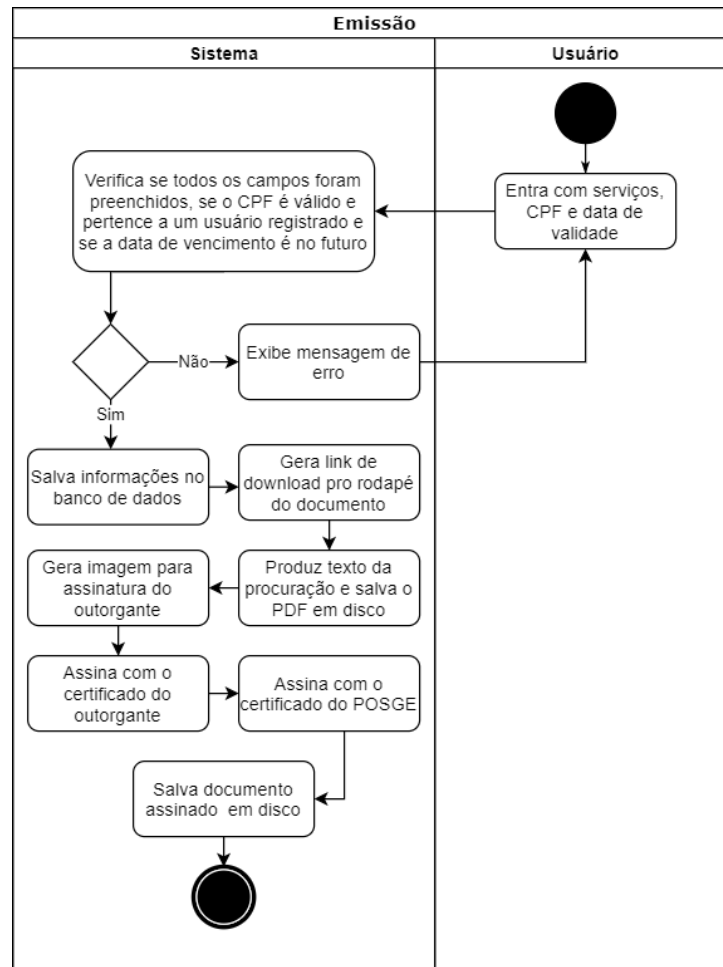 Emissão
Sistema
Usuário
Entra com serviços,
CPF e data de
validade
Verifica se todos os campos foram
preenchidos, se o CPF é válido e
pertence a um usuário registrado e
se a data de vencimento é no futuro
Não
Exibe mensagem de
erro
Sim
Salva informações no
banco de dados
Gera link de
download pro rodapé
do documento
Produz texto da
procuração e salva o
PDF em disco
Gera imagem para
assinatura do
outorgante
Assina com o
certificado do
outorgante
Assina com o
certificado do POSGE
Salva documento
assinado em disco